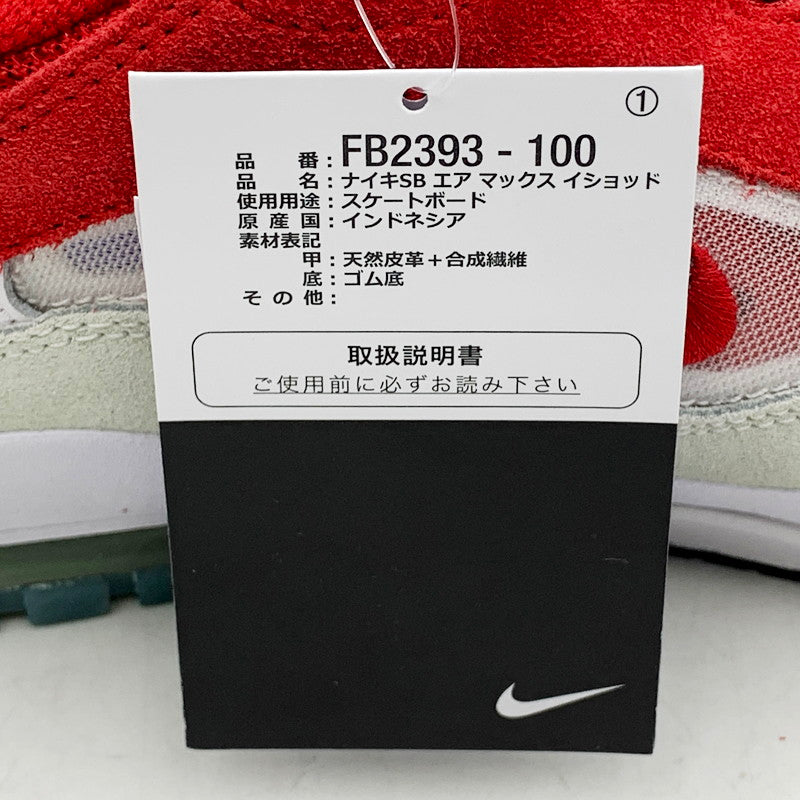 ①
品 番：FB2393 - 100
品 名：ナイキSB エア マックス イショッド
使用用途：スケートボード
原 産 国：インドネシア
素材表記
甲：天然皮革＋合成繊維
底：ゴム底
そ の 他：
取扱説明書
ご使用前に必ずお読み下さい